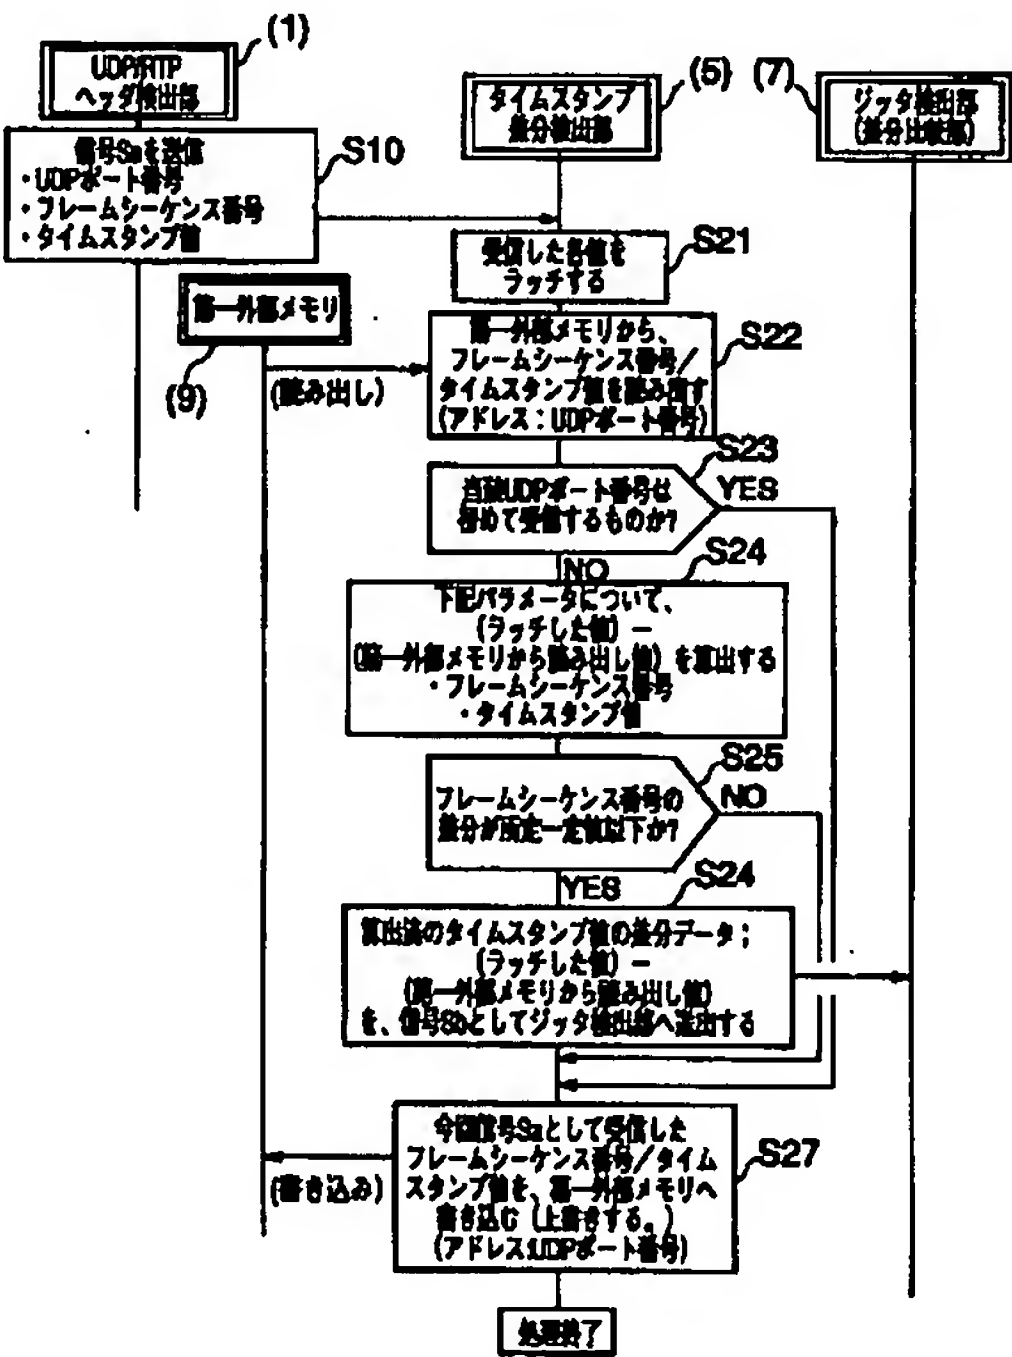 (1)
UDP/RTP
ヘッダ検出部
(5)
タイムスタンプ
差分検出部
(7)
ジッタ検出部
(差分比較部)
信号Saを送信
・UDPポート番号
・フレームシーケンス番号
・タイムスタンプ値
S10
受信した各値を
ラッチする
S21
第一外部メモリ
(9)
(読み出し)
第一外部メモリから、
フレームシーケンス番号/
タイムスタンプ値を読み出す
(アドレス:UDPポート番号)
S22
当該UDPポート番号は
初めて受信するものか?
S23
YES
NO
S24
下記パラメータについて、
(ラッチした値)-
(第一外部メモリから読み出し値)を算出する
・フレームシーケンス番号
・タイムスタンプ値
S25
フレームシーケンス番号の
差分が所定一定値以下か?
NO
YES
S24
算出済のタイムスタンプ値の差分データ;
(ラッチした値)-
(第一外部メモリから読み出し値)
を、信号Sbとしてジッタ検出部へ送出する
今回信号Saとして受信した
フレームシーケンス番号/タイム
スタンプ値を、第一外部メモリへ
書き込む(上書きする。)
(アドレス:UDPポート番号)
S27
(書き込み)
処理終了